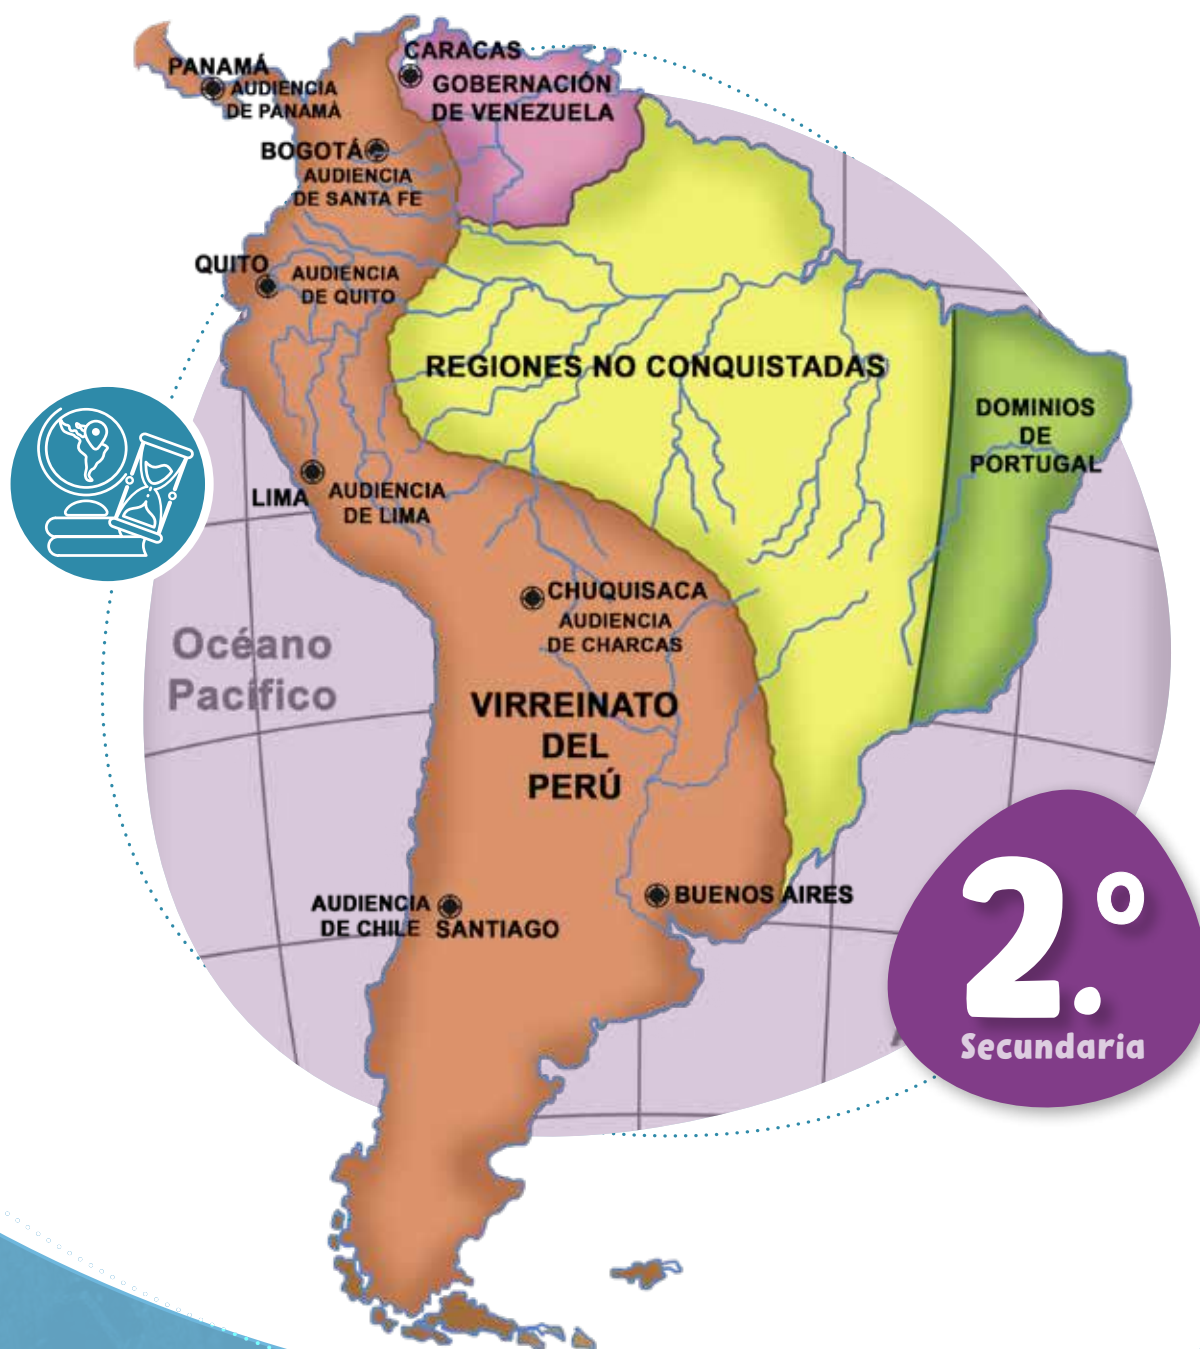 CARACAS
GOBERNACIÓN
DE VENEZUELA
PANAMÁ
AUDIENCIA
DE PANAMÁ
BOGOTÁ
AUDIENCIA
DE SANTA FE
QUITO
AUDIENCIA
DE QUITO
REGIONES NO CONQUISTADAS
DOMINIOS
DE
PORTUGAL
LIMA
AUDIENCIA
DE LIMA
CHUQUISACA
AUDIENCIA
DE CHARCAS
Océano
Pacífico
VIRREINATO
DEL
PERÚ
BUENOS AIRES
AUDIENCIA
DE CHILE
SANTIAGO
2.º
Secundaria